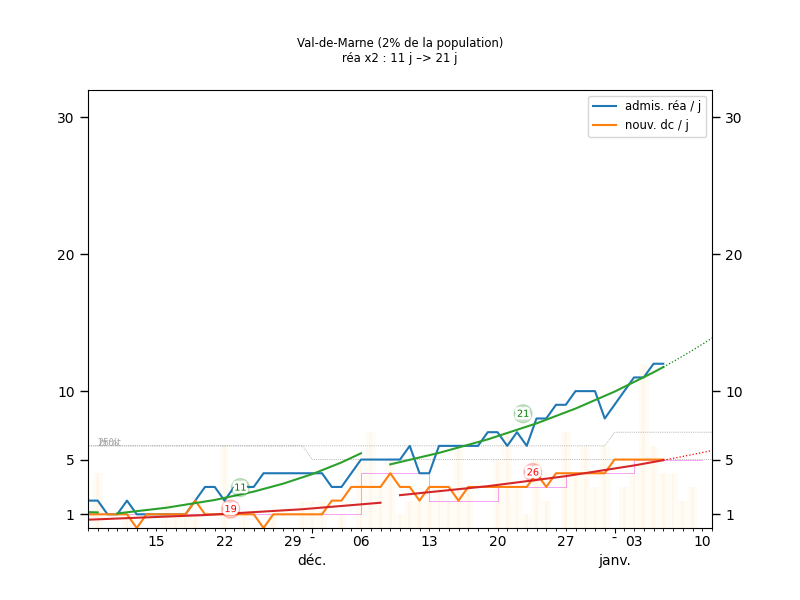 Val-de-Marne (2% de la population)
réa x2 : 11 j –> 21 j
admis. réa / j
nouv. dc / j
30 30
20 20
10 10
5 5
1 1
21
26
11
19
15 22 29 - 06 13 20 27 - 03 10
déc. janv.